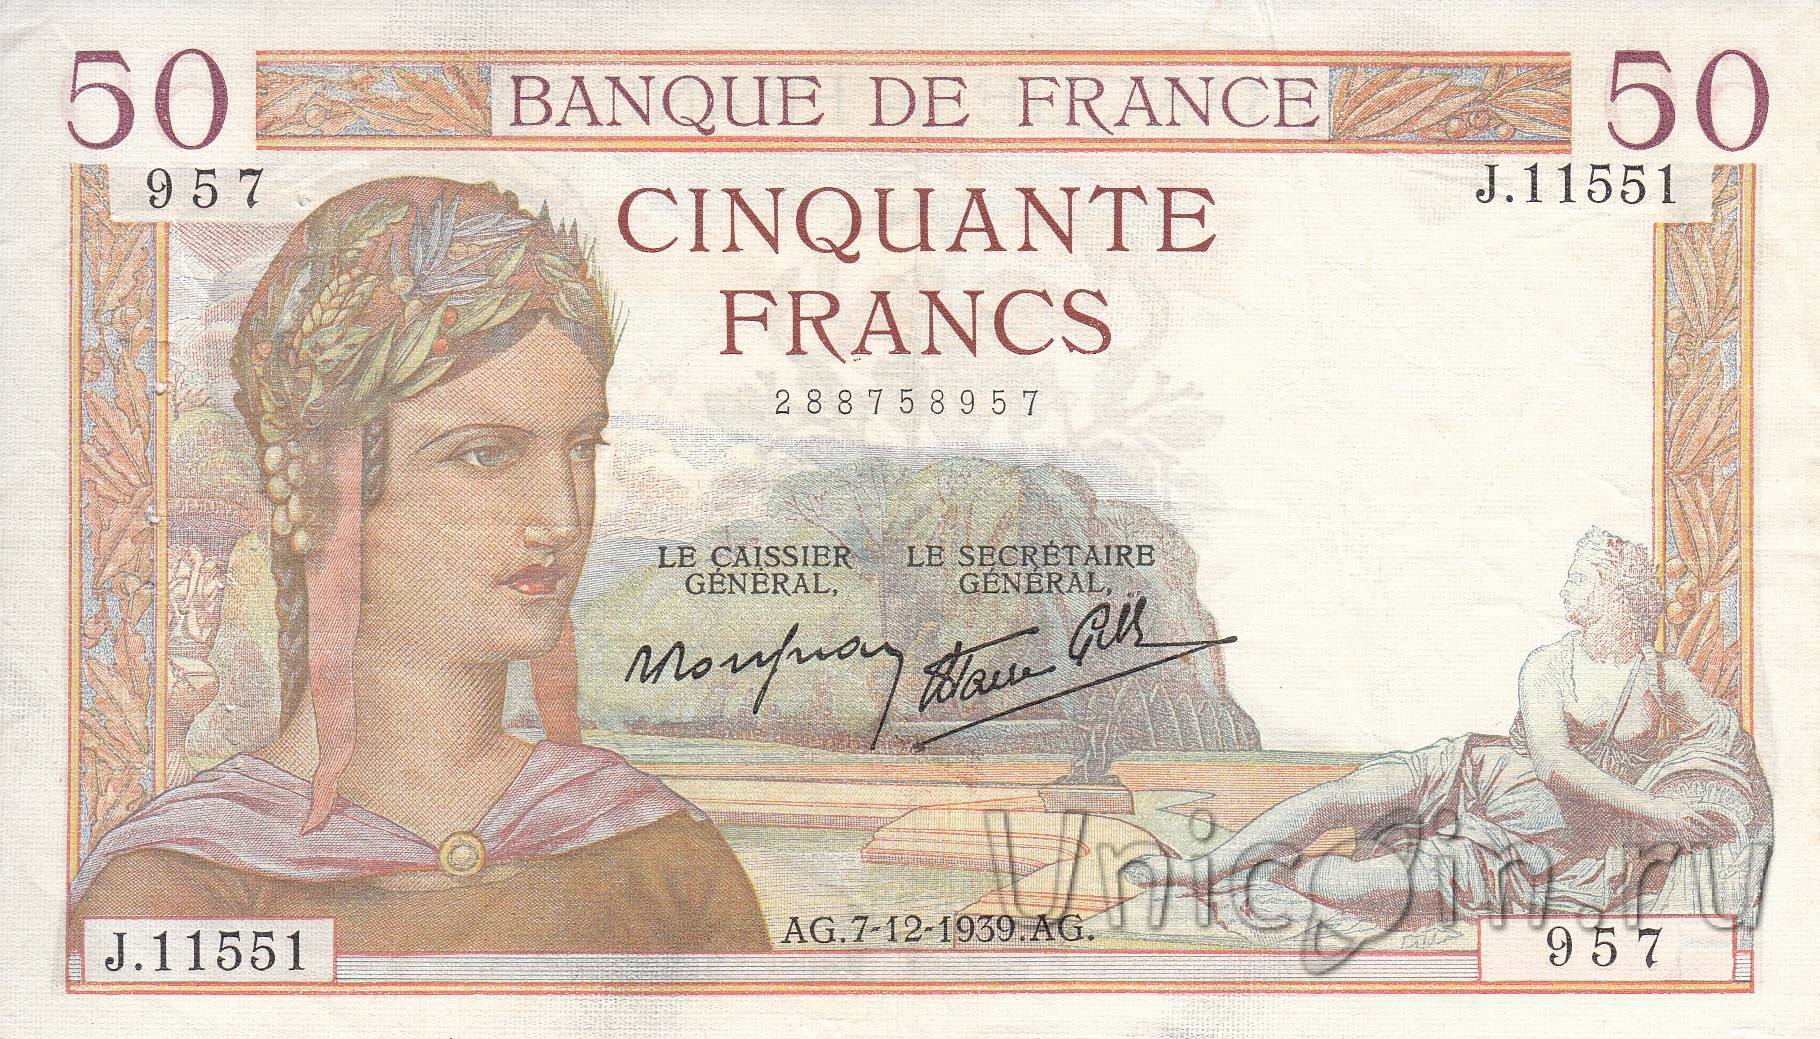 50 BANQUE DE FRANCE 50
957 J.11551
CINQUANTE
FRANCS
288758957
LE CAISSIER LE SECRÉTAIRE
GÉNÉRAL, GÉNÉRAL,
AG.7-12-1939.AG.
J.11551 957
Unicoin.ru